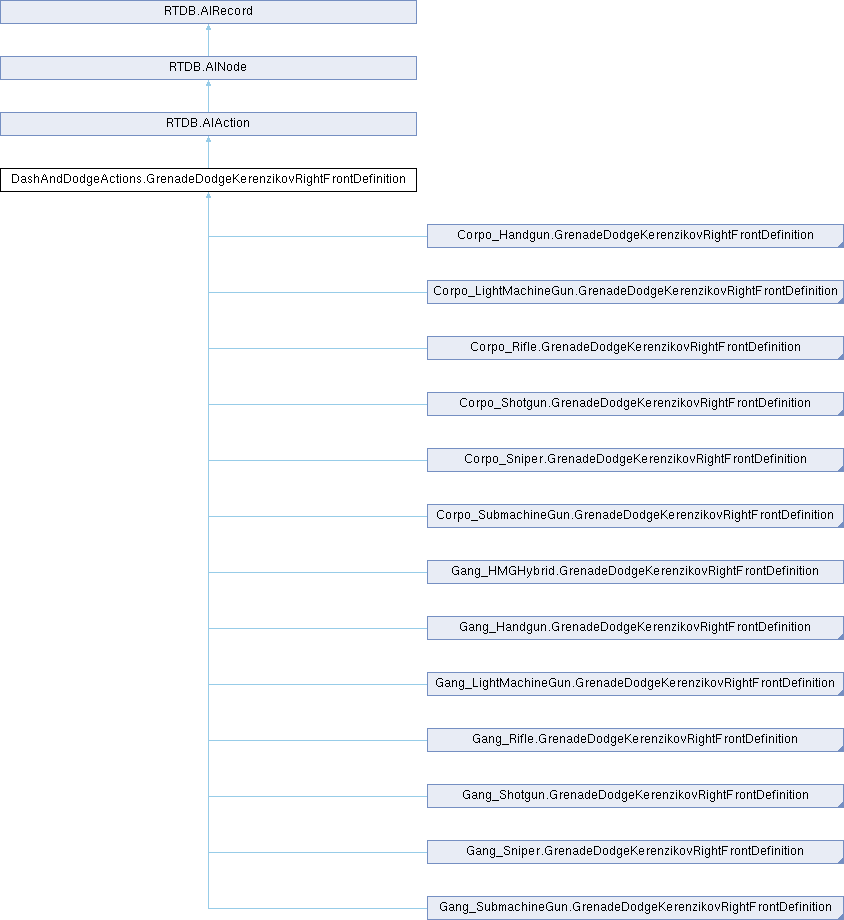 RTDB.AIRecord
RTDB.AINode
RTDB.AIAction
DashAndDodgeActions.GrenadeDodgeKerenzikovRightFrontDefinition
Corpo_Handgun.GrenadeDodgeKerenzikovRightFrontDefinition
Corpo_LightMachineGun.GrenadeDodgeKerenzikovRightFrontDefinition
Corpo_Rifle.GrenadeDodgeKerenzikovRightFrontDefinition
Corpo_Shotgun.GrenadeDodgeKerenzikovRightFrontDefinition
Corpo_Sniper.GrenadeDodgeKerenzikovRightFrontDefinition
Corpo_SubmachineGun.GrenadeDodgeKerenzikovRightFrontDefinition
Gang_HMGHybrid.GrenadeDodgeKerenzikovRightFrontDefinition
Gang_Handgun.GrenadeDodgeKerenzikovRightFrontDefinition
Gang_LightMachineGun.GrenadeDodgeKerenzikovRightFrontDefinition
Gang_Rifle.GrenadeDodgeKerenzikovRightFrontDefinition
Gang_Shotgun.GrenadeDodgeKerenzikovRightFrontDefinition
Gang_Sniper.GrenadeDodgeKerenzikovRightFrontDefinition
Gang_SubmachineGun.GrenadeDodgeKerenzikovRightFrontDefinition